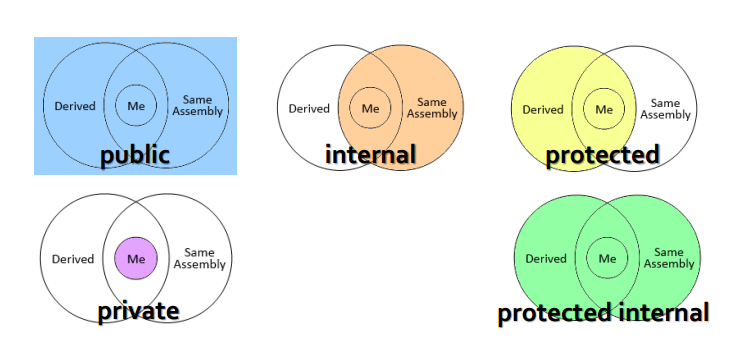 Derived
Me
Same
Assembly
public
Derived
Me
Same
Assembly
internal
Derived
Me
Same
Assembly
protected
Derived
Me
Same
Assembly
private
Derived
Me
Same
Assembly
protected internal